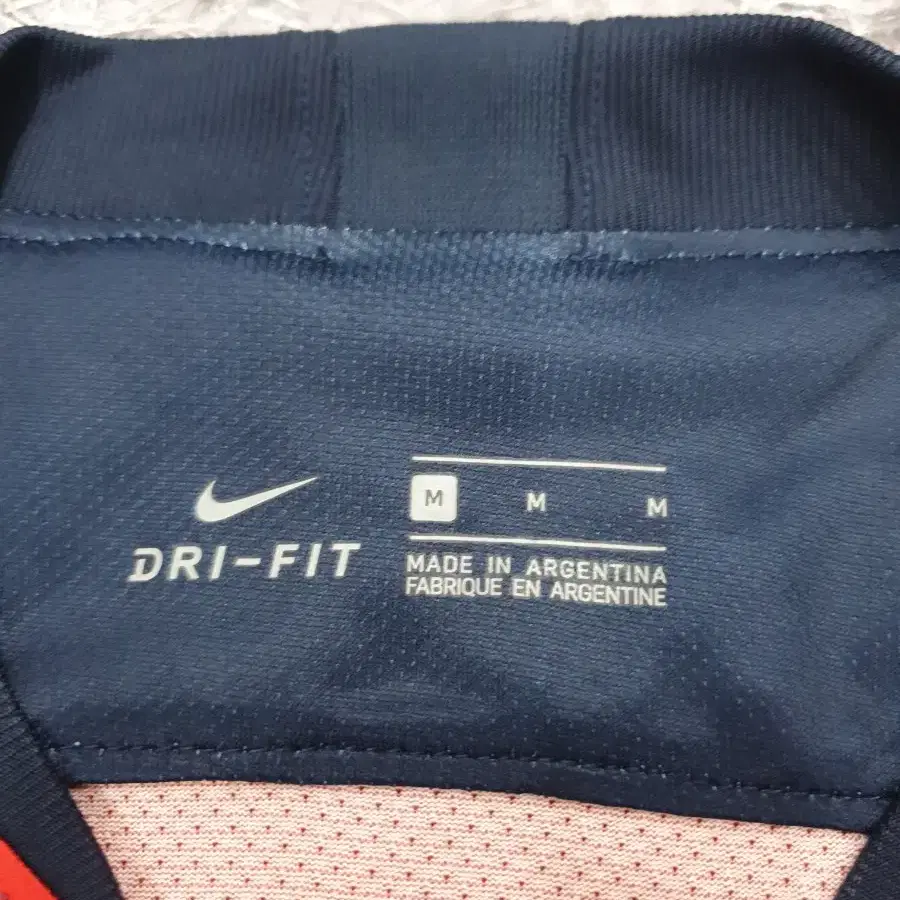 DRI-FIT
M M M
MADE IN ARGENTINA
FABRIQUE EN ARGENTINE